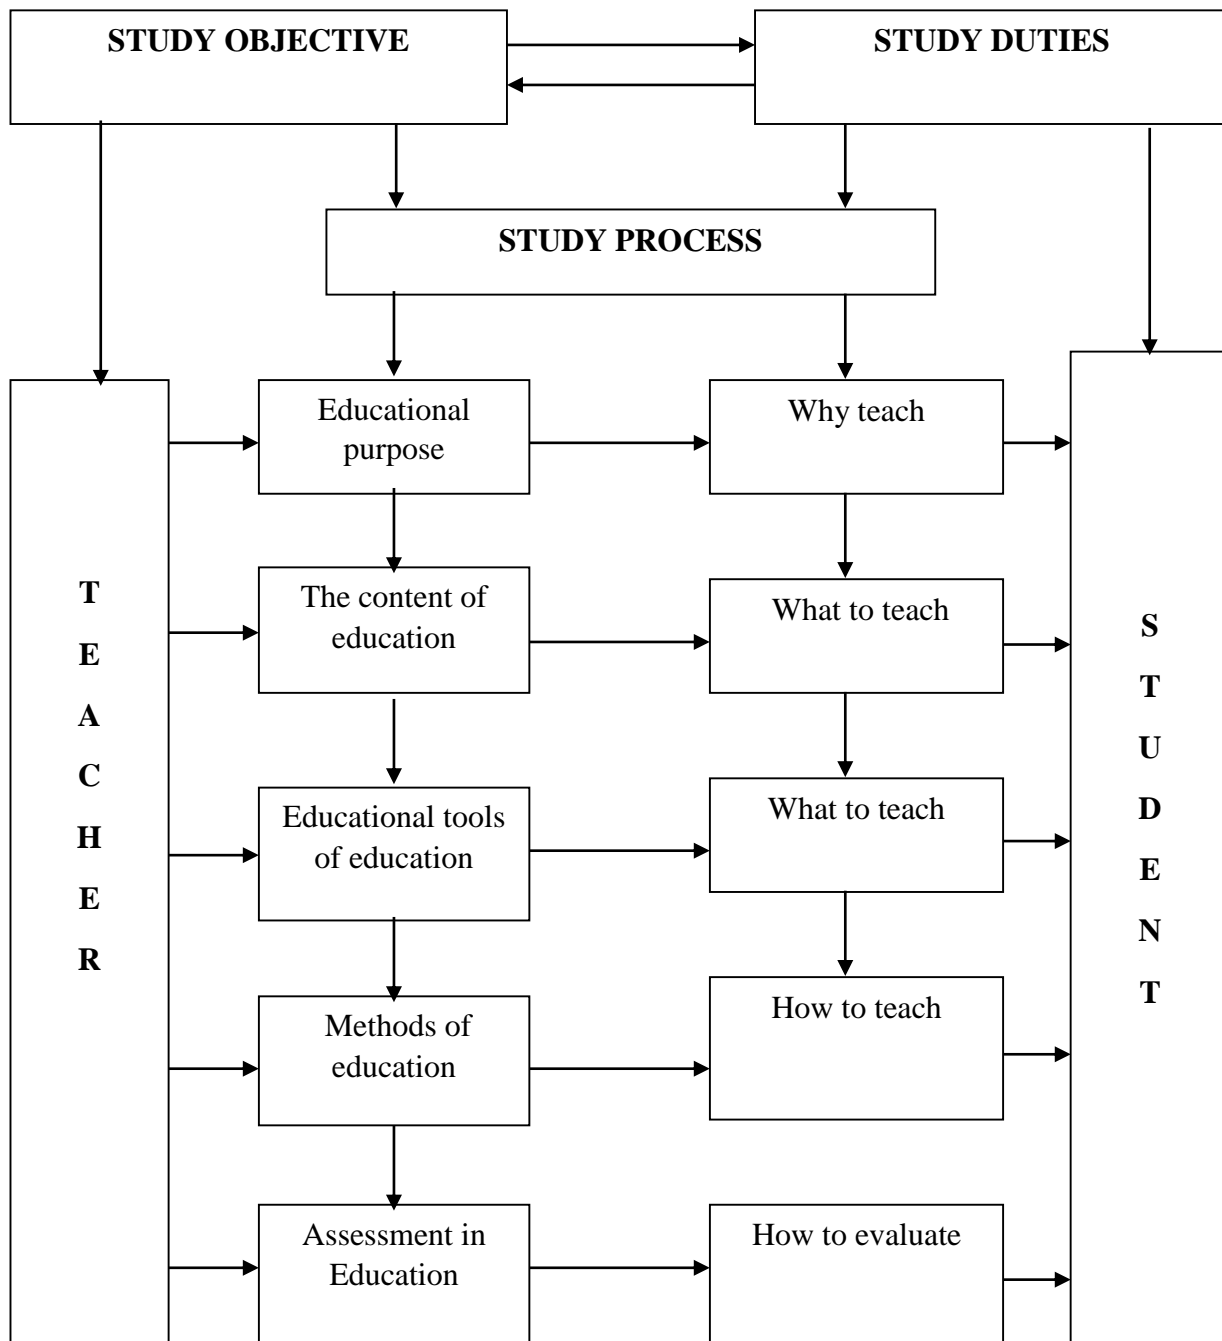 STUDY OBJECTIVE
STUDY DUTIES
STUDY PROCESS
Educational
purpose
Why teach
The content of
education
What to teach
Educational tools
of education
What to teach
Methods of
education
How to teach
Assessment in
Education
How to evaluate
T
E
A
C
H
E
R
S
T
U
D
E
N
T